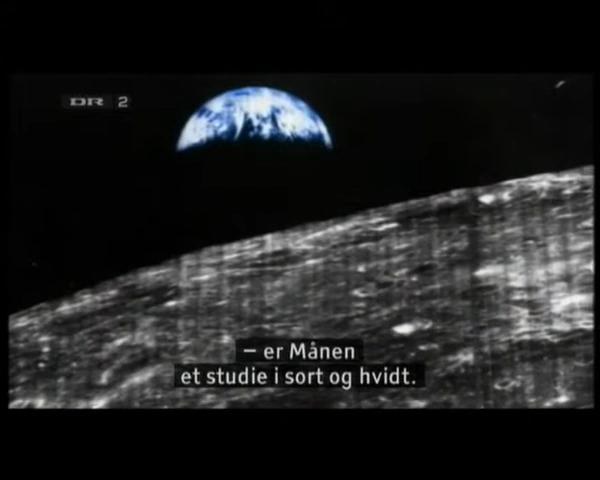 DR 2
– er Månen
et studie i sort og hvidt.